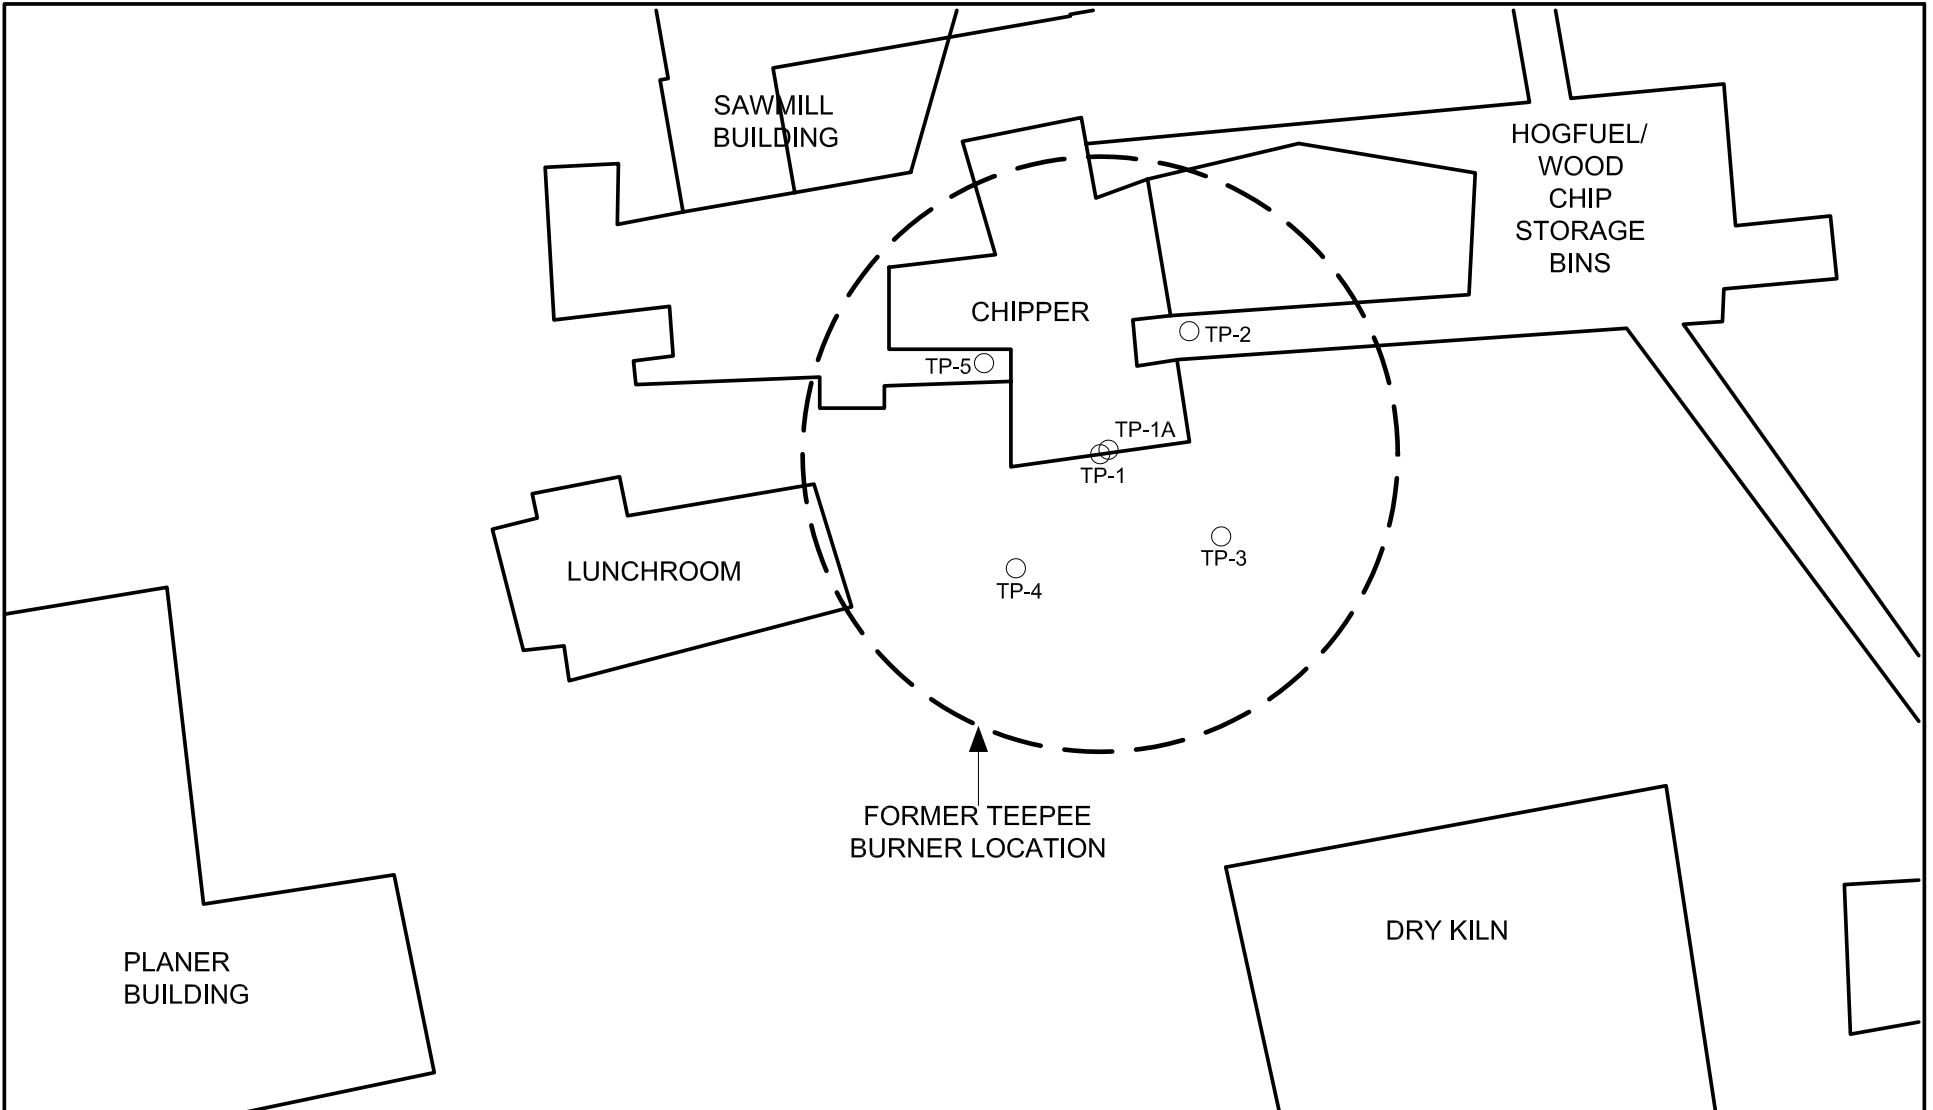 SAWMILL
BUILDING
HOGFUEL/
WOOD
CHIP
STORAGE
BINS
CHIPPER
TP-2
TP-5
TP-1A
TP-1
TP-3
TP-4
LUNCHROOM
FORMER TEEPEE
BURNER LOCATION
DRY KILN
PLANER
BUILDING